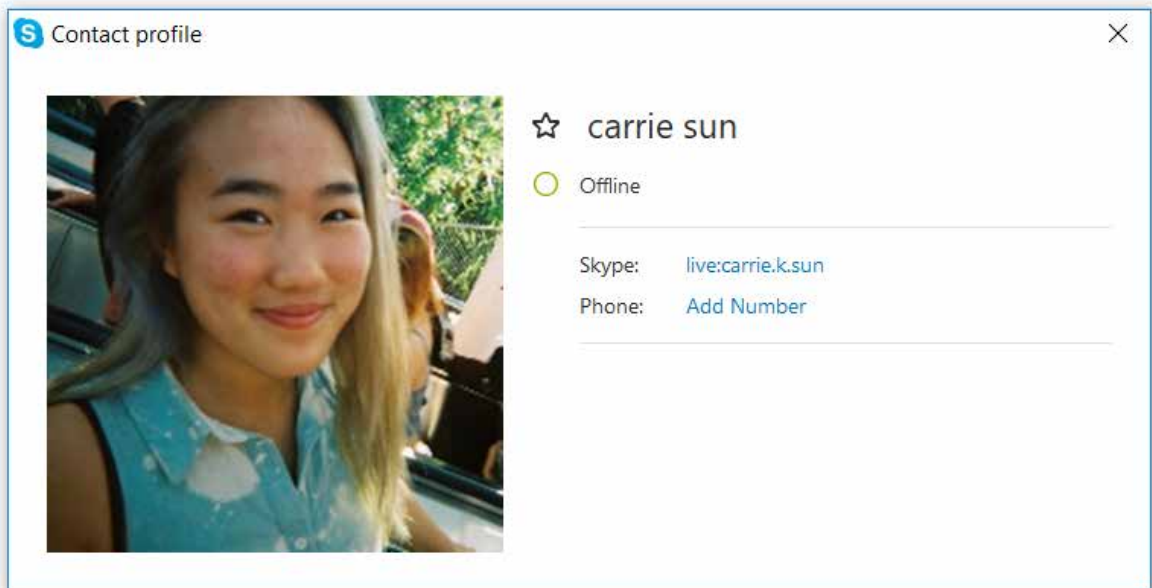 Contact profile
carrie sun
Offline
Skype: live:carrie.k.sun
Phone: Add Number